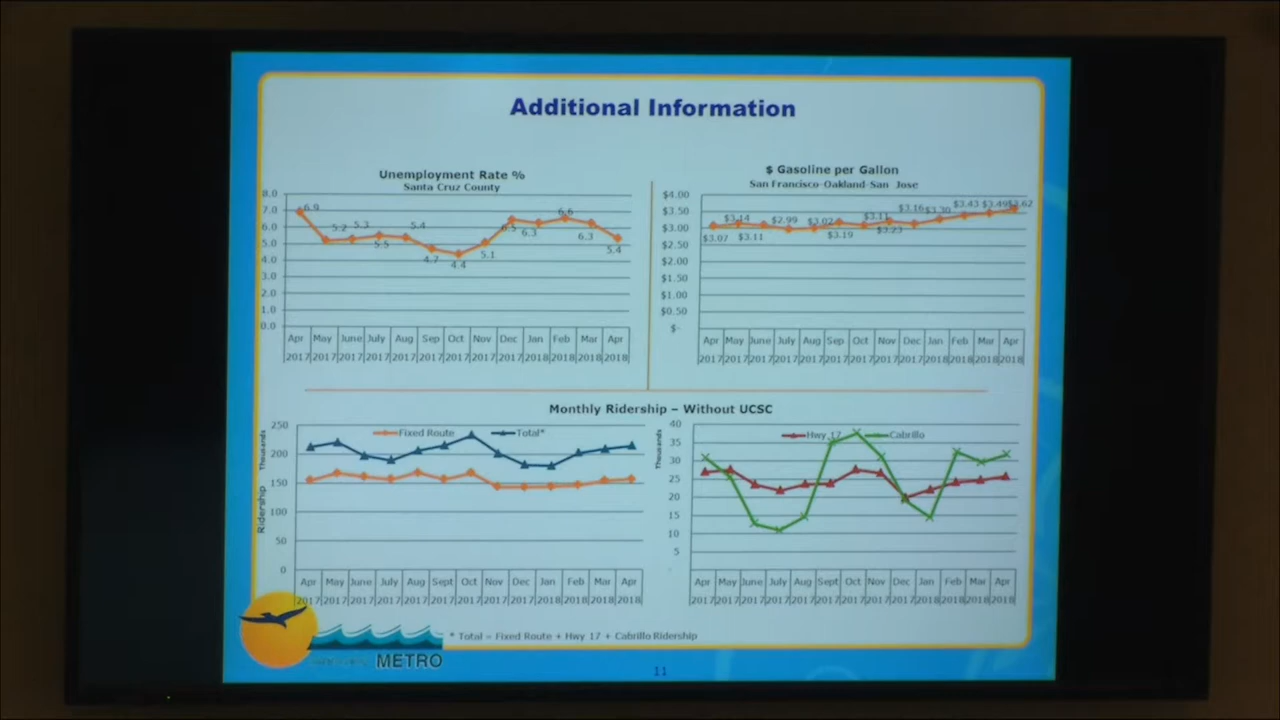 Additional Information
Unemployment Rate %
Santa Cruz County
8.0
7.0
6.0
5.0
4.0
3.0
2.0
1.0
0.0
6.9
5.2
5.3
5.5
5.4
4.7
4.4
5.1
6.5
6.3
6.6
6.3
5.4
Apr May June July Aug Sep Oct Nov Dec Jan Feb Mar Apr
2017 2017 2017 2017 2017 2017 2017 2017 2017 2018 2018 2018 2018
$ Gasoline per Gallon
San Francisco-Oakland-San Jose
$4.00
$3.50
$3.00
$2.50
$2.00
$1.50
$1.00
$0.50
$-
$3.07
$3.14
$3.11
$2.99
$3.02
$3.19
$3.11
$3.23
$3.16
$3.30
$3.43
$3.49
$3.62
Apr May June July Aug Sep Oct Nov Dec Jan Feb Mar Apr
2017 2017 2017 2017 2017 2017 2017 2017 2017 2018 2018 2018 2018
Monthly Ridership – Without UCSC
Ridership Thousands
250
200
150
100
50
0
Fixed Route Total*
Apr May June July Aug Sept Oct Nov Dec Jan Feb Mar Apr
2017 2017 2017 2017 2017 2017 2017 2017 2017 2018 2018 2018 2018
Thousands
40
35
30
25
20
15
10
5
Hwy 17 Cabrillo
Apr May June July Aug Sept Oct Nov Dec Jan Feb Mar Apr
2017 2017 2017 2017 2017 2017 2017 2017 2017 2018 2018 2018 2018
* Total = Fixed Route + Hwy 17 + Cabrillo Ridership
METRO
11